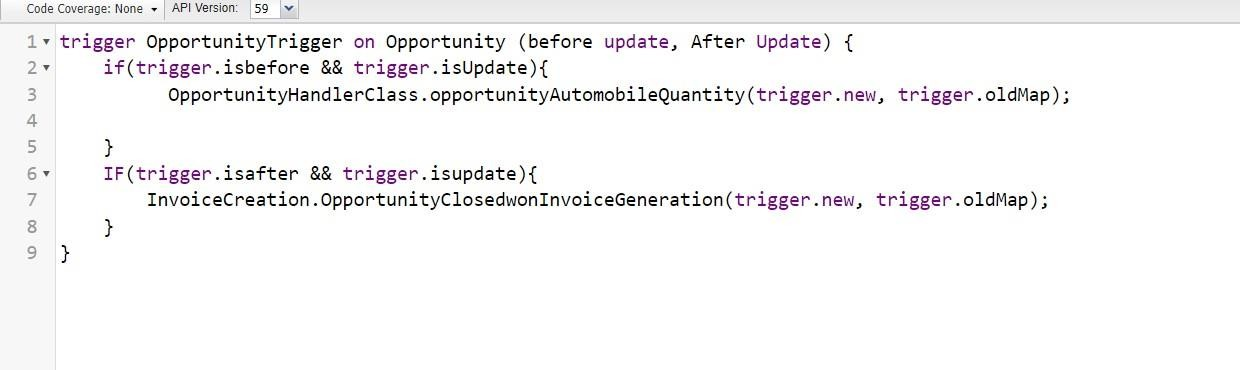 Code Coverage: None API Version: 59
1 trigger OpportunityTrigger on Opportunity (before update, After Update) {
2 if(trigger.isbefore && trigger.isUpdate){
3 OpportunityHandlerClass.opportunityAutomobileQuantity(trigger.new, trigger.oldMap);
4
5 }
6 IF(trigger.isafter && trigger.isupdate){
7 InvoiceCreation.OpportunityClosedwonInvoiceGeneration(trigger.new, trigger.oldMap);
8 }
9 }